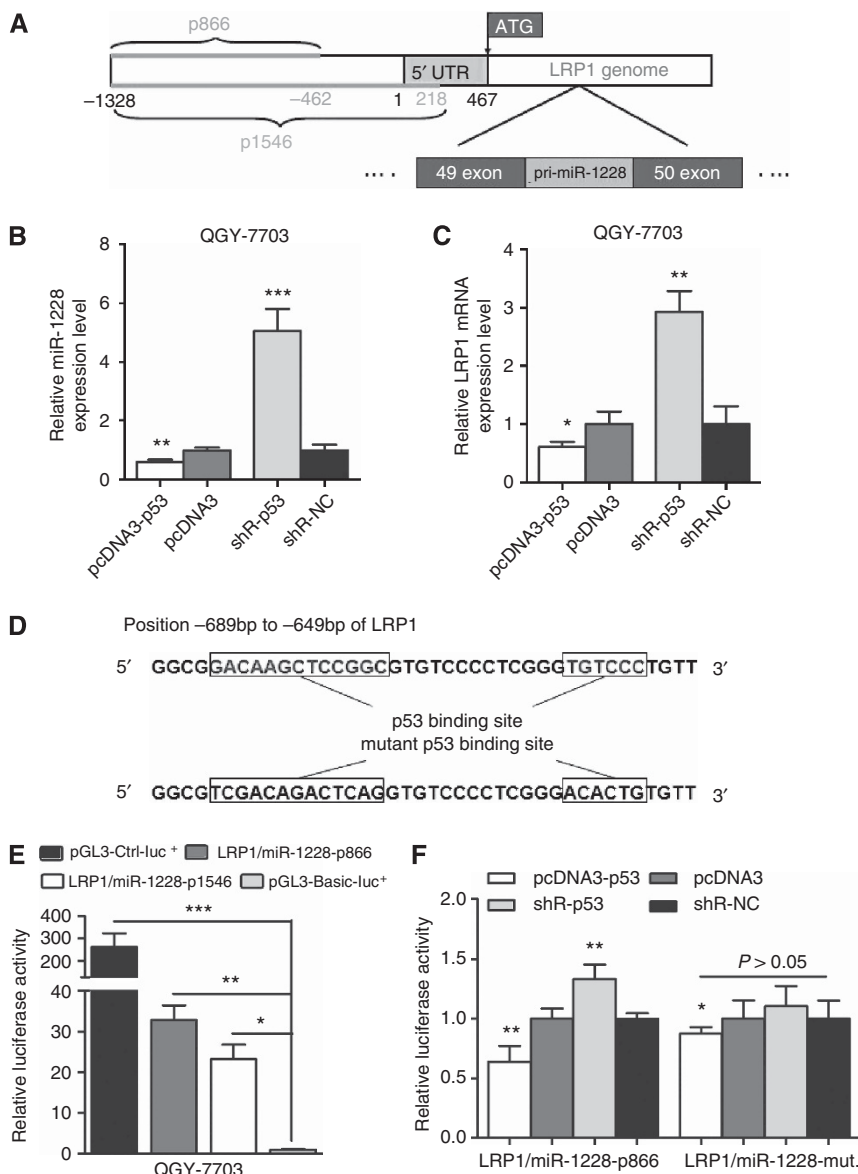 A
p866
ATG
5′ UTR
LRP1 genome
–1328
–462
1
218
467
p1546
49 exon
pri-miR-1228
50 exon
B
QGY-7703
Relative miR-1228
expression level
8
6
4
2
0
**
***
pcDNA3-p53
pcDNA3
shR-p53
shR-NC
C
QGY-7703
Relative LRP1 mRNA
expression level
4
3
2
1
0
*
**
pcDNA3-p53
pcDNA3
shR-p53
shR-NC
D
Position –689bp to –649bp of LRP1
5′ GGCGGACAAGCTCCGGCGTGTCCCCTCGGGTGTCCCTGTT 3′
p53 binding site
mutant p53 binding site
5′ GGCGTCGACAGACTCAGGTGTCCCCTCGGGACACTGTGTT 3′
E
pGL3-Ctrl-luc+ LRP1/miR-1228-p866
LRP1/miR-1228-p1546 pGL3-Basic-luc+
Relative luciferase activity
400
300
200
40
30
20
10
0
***
**
*
QGY-7703
F
pcDNA3-p53 pcDNA3
shR-p53 shR-NC
Relative luciferase activity
2.0
1.5
1.0
0.5
0.0
**
**
*
P > 0.05
LRP1/miR-1228-p866
LRP1/miR-1228-mut.